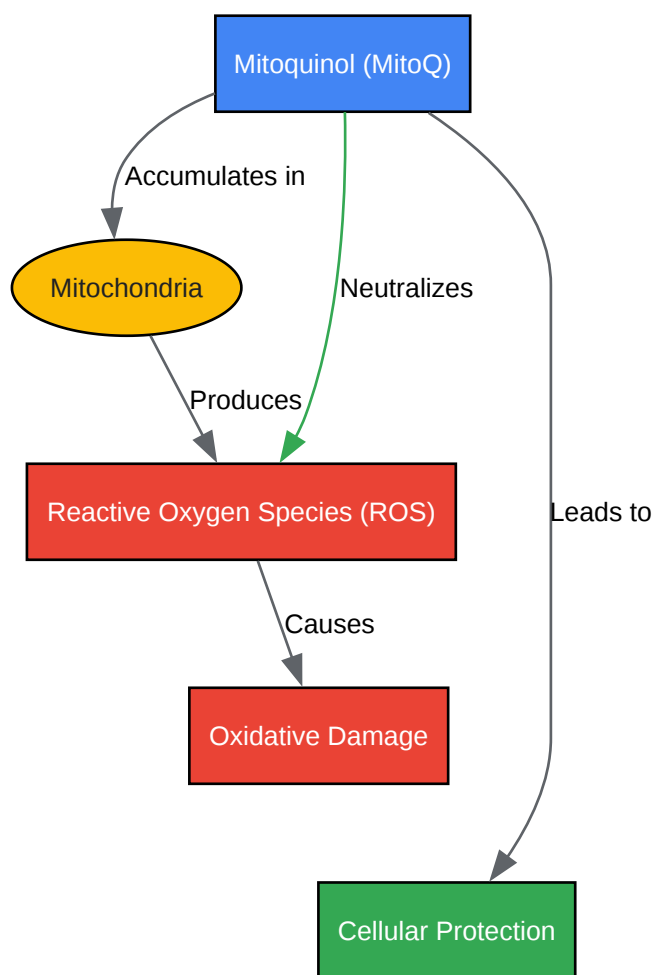 Mitoquinol (MitoQ)
Accumulates in
Mitochondria
Neutralizes
Produces
Reactive Oxygen Species (ROS)
Leads to
Causes
Oxidative Damage
Cellular Protection